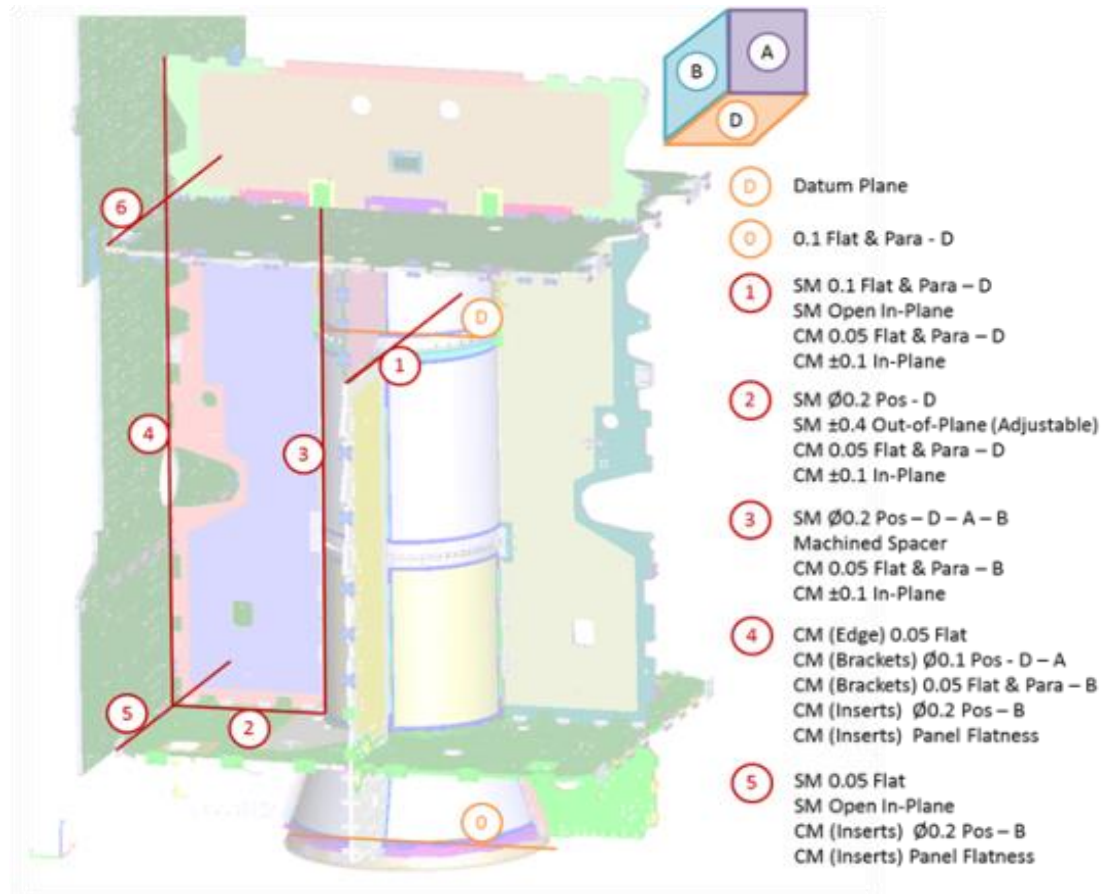 B
A
D
D
Datum Plane
0
0.1 Flat & Para - D
1
SM 0.1 Flat & Para – D
SM Open In-Plane
CM 0.05 Flat & Para – D
CM ±0.1 In-Plane
2
SM Ø0.2 Pos - D
SM ±0.4 Out-of-Plane (Adjustable)
CM 0.05 Flat & Para – D
CM ±0.1 In-Plane
3
SM Ø0.2 Pos – D – A – B
Machined Spacer
CM 0.05 Flat & Para – B
CM ±0.1 In-Plane
4
CM (Edge) 0.05 Flat
CM (Brackets) Ø0.1 Pos - D – A
CM (Brackets) 0.05 Flat & Para – B
CM (Inserts) Ø0.2 Pos – B
CM (Inserts) Panel Flatness
5
SM 0.05 Flat
SM Open In-Plane
CM (Inserts) Ø0.2 Pos – B
CM (Inserts) Panel Flatness
6
D
1
4
3
5
2
0